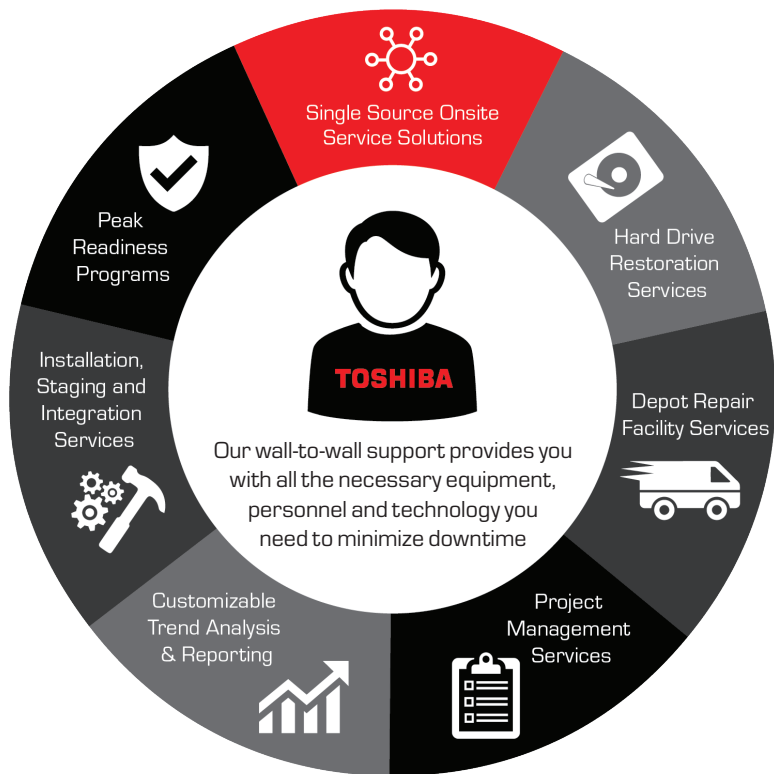 Single Source Onsite
Service Solutions
Hard Drive
Restoration
Services
Depot Repair
Facility Services
Project
Management
Services
Customizable
Trend Analysis
& Reporting
Installation,
Staging and
Integration
Services
Peak
Readiness
Programs
TOSHIBA
Our wall-to-wall support provides you
with all the necessary equipment,
personnel and technology you
need to minimize downtime